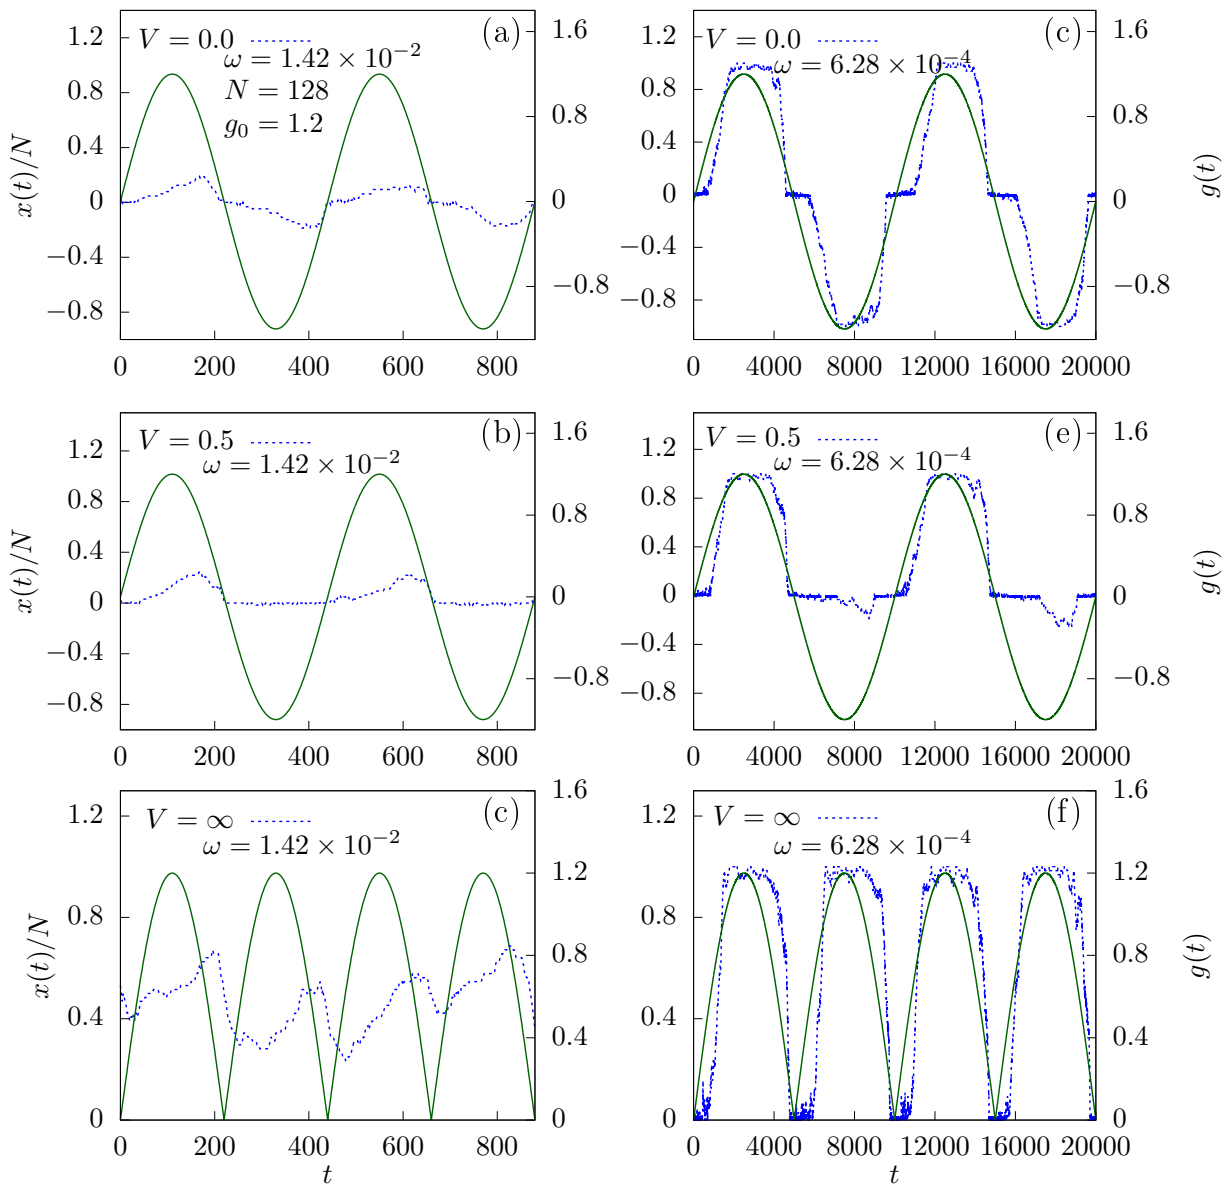 (a)
V = 0.0
ω = 1.42 × 10⁻²
N = 128
g₀ = 1.2
x(t)/N
1.2
0.8
0.4
0
−0.4
−0.8
1.6
0.8
0
−0.8
0 200 400 600 800
(c)
V = 0.0
ω = 6.28 × 10⁻⁴
1.2
0.8
0.4
0
−0.4
−0.8
1.6
0.8
0
−0.8
g(t)
0 4000 8000 12000 16000 20000
(b)
V = 0.5
ω = 1.42 × 10⁻²
x(t)/N
1.2
0.8
0.4
0
−0.4
−0.8
1.6
0.8
0
−0.8
0 200 400 600 800
(e)
V = 0.5
ω = 6.28 × 10⁻⁴
1.2
0.8
0.4
0
−0.4
−0.8
1.6
0.8
0
−0.8
g(t)
0 4000 8000 12000 16000 20000
(c)
V = ∞
ω = 1.42 × 10⁻²
x(t)/N
1.2
0.8
0.4
0
1.6
1.2
0.8
0.4
0
0 200 400 600 800
t
(f)
V = ∞
ω = 6.28 × 10⁻⁴
1.2
0.8
0.4
0
1.6
1.2
0.8
0.4
0
g(t)
0 4000 8000 12000 16000 20000
t